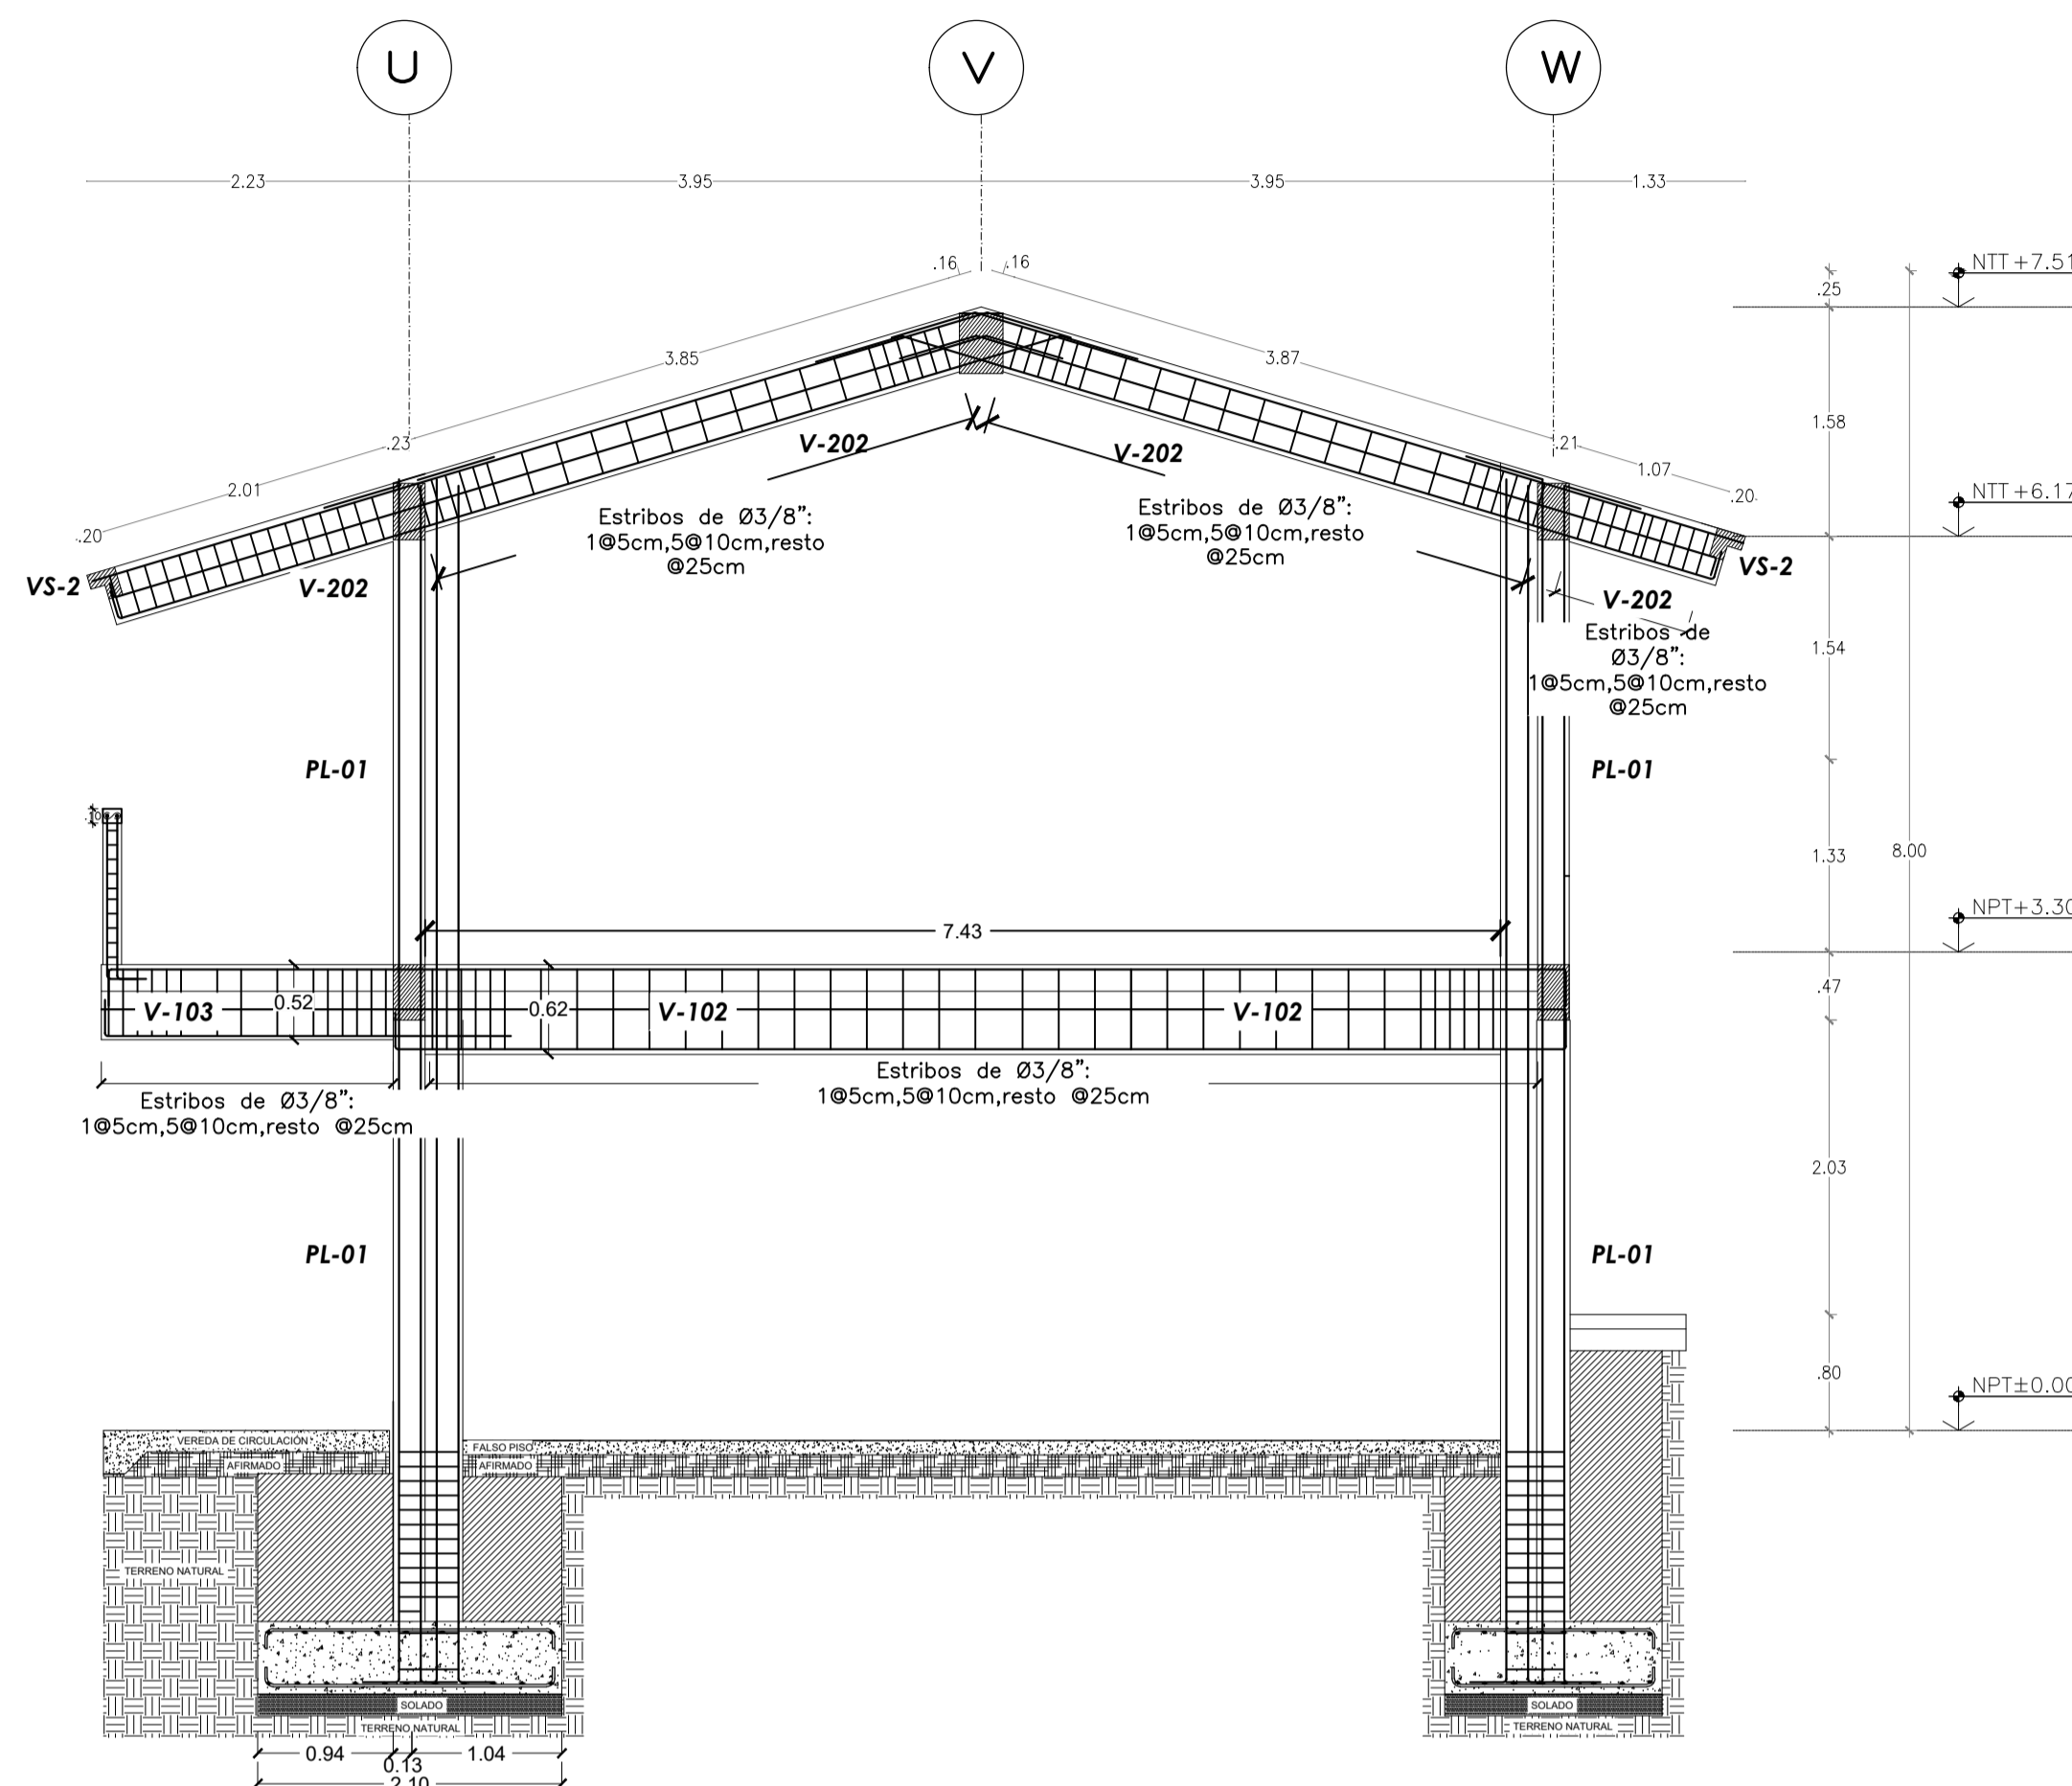 U
V
W
2.23
3.95
3.95
1.33
.16
.16
NTT+7.51
.25
3.85
3.87
1.58
.23
V-202
V-202
.21
1.07
2.01
.20
NTT+6.17
.20
Estribos de Ø3/8”:
1@5cm,5@10cm,resto
@25cm
Estribos de Ø3/8”:
1@5cm,5@10cm,resto
@25cm
VS-2
V-202
VS-2
V-202
Estribos de
Ø3/8”:
1@5cm,5@10cm,resto
@25cm
1.54
PL-01
PL-01
.10
1.33
8.00
NPT+3.30
7.43
.47
V-103
0.52
0.62
V-102
V-102
Estribos de Ø3/8”:
1@5cm,5@10cm,resto @25cm
Estribos de Ø3/8”:
1@5cm,5@10cm,resto @25cm
2.03
PL-01
PL-01
.80
NPT±0.00
VEREDA DE CIRCULACIÓN
FALSO PISO
AFIRMADO
AFIRMADO
TERRENO NATURAL
SOLADO
SOLADO
TERRENO NATURAL
TERRENO NATURAL
0.94
0.13
1.04
2.10